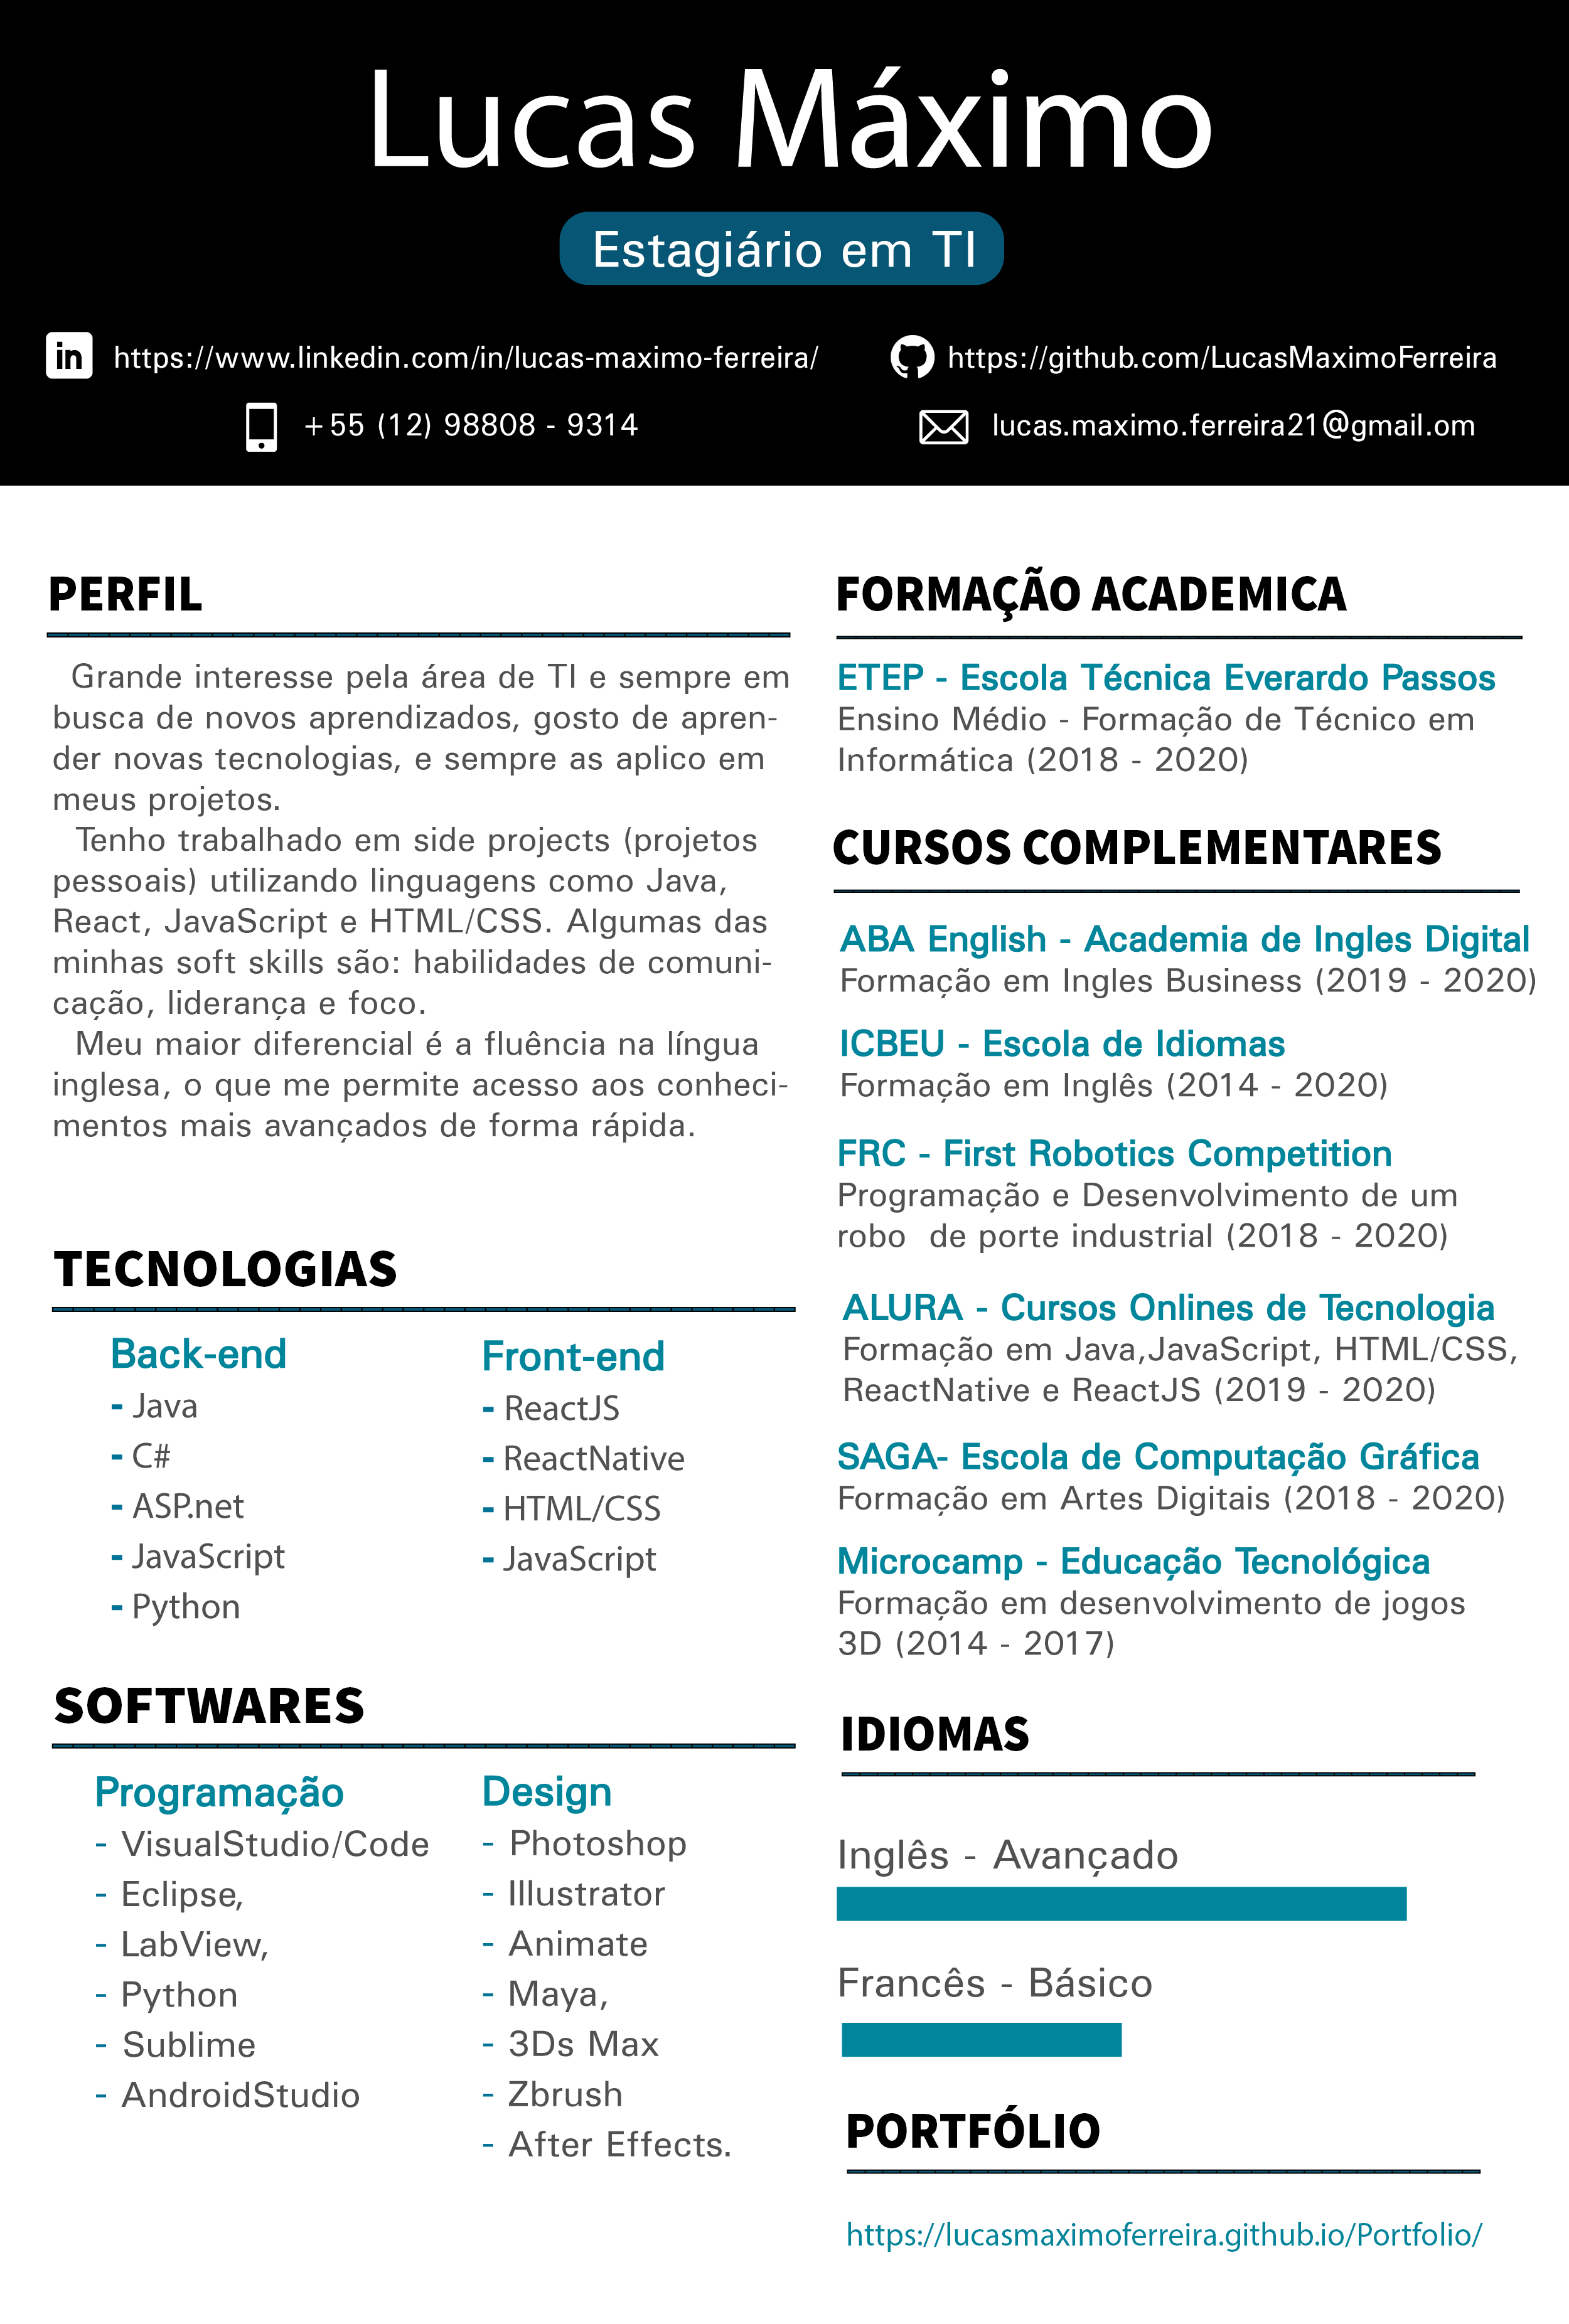 Lucas Máximo
Estagiário em TI
in https://www.linkedin.com/in/lucas-maximo-ferreira/
https://github.com/LucasMaximoFerreira
+55 (12) 98808 - 9314
lucas.maximo.ferreira21@gmail.om
PERFIL
Grande interesse pela área de TI e sempre em
busca de novos aprendizados, gosto de apren-
der novas tecnologias, e sempre as aplico em
meus projetos.
Tenho trabalhado em side projects (projetos
pessoais) utilizando linguagens como Java,
React, JavaScript e HTML/CSS. Algumas das
minhas soft skills são: habilidades de comuni-
cação, liderança e foco.
Meu maior diferencial é a fluência na língua
inglesa, o que me permite acesso aos conheci-
mentos mais avançados de forma rápida.
TECNOLOGIAS
Back-end
- Java
- C#
- ASP.net
- JavaScript
- Python
Front-end
- ReactJS
- ReactNative
- HTML/CSS
- JavaScript
SOFTWARES
Programação
- VisualStudio/Code
- Eclipse,
- LabView,
- Python
- Sublime
- AndroidStudio
Design
- Photoshop
- Illustrator
- Animate
- Maya,
- 3Ds Max
- Zbrush
- After Effects.
FORMAÇÃO ACADEMICA
ETEP - Escola Técnica Everardo Passos
Ensino Médio - Formação de Técnico em
Informática (2018 - 2020)
CURSOS COMPLEMENTARES
ABA English - Academia de Ingles Digital
Formação em Ingles Business (2019 - 2020)
ICBEU - Escola de Idiomas
Formação em Inglês (2014 - 2020)
FRC - First Robotics Competition
Programação e Desenvolvimento de um
robo  de porte industrial (2018 - 2020)
ALURA - Cursos Onlines de Tecnologia
Formação em Java,JavaScript, HTML/CSS,
ReactNative e ReactJS (2019 - 2020)
SAGA- Escola de Computação Gráfica
Formação em Artes Digitais (2018 - 2020)
Microcamp - Educação Tecnológica
Formação em desenvolvimento de jogos
3D (2014 - 2017)
IDIOMAS
Inglês - Avançado
Francês - Básico
PORTFÓLIO
https://lucasmaximoferreira.github.io/Portfolio/